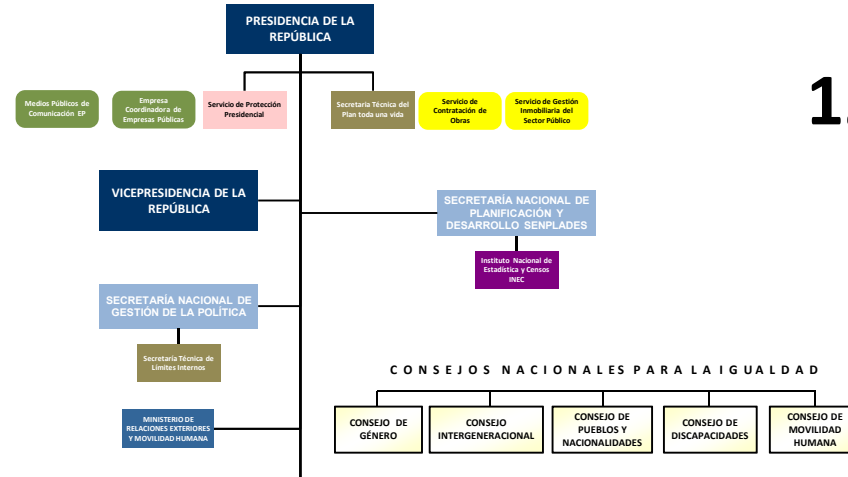 PRESIDENCIA DE LA
REPÚBLICA
1.
Medios Públicos de
Comunicación EP
Empresa
Coordinadora de
Empresas Públicas
Servicio de Protección
Presidencial
Secretaría Técnica del
Plan toda una vida
Servicio de
Contratación de
Obras
Servicio de Gestión
Inmobiliaria del
Sector Público
VICEPRESIDENCIA DE LA
REPÚBLICA
SECRETARÍA NACIONAL DE
PLANIFICACIÓN Y
DESARROLLO SENPLADES
Instituto Nacional de
Estadística y Censos
INEC
SECRETARÍA NACIONAL DE
GESTIÓN DE LA POLÍTICA
Secretaría Técnica de
Límites Internos
CONSEJOS NACIONALES PARA LA IGUALDAD
MINISTERIO DE
RELACIONES EXTERIORES
Y MOVILIDAD HUMANA
CONSEJO DE
GÉNERO
CONSEJO
INTERGENERACIONAL
CONSEJO DE
PUEBLOS Y
NACIONALIDADES
CONSEJO DE
DISCAPACIDADES
CONSEJO DE
MOVILIDAD
HUMANA